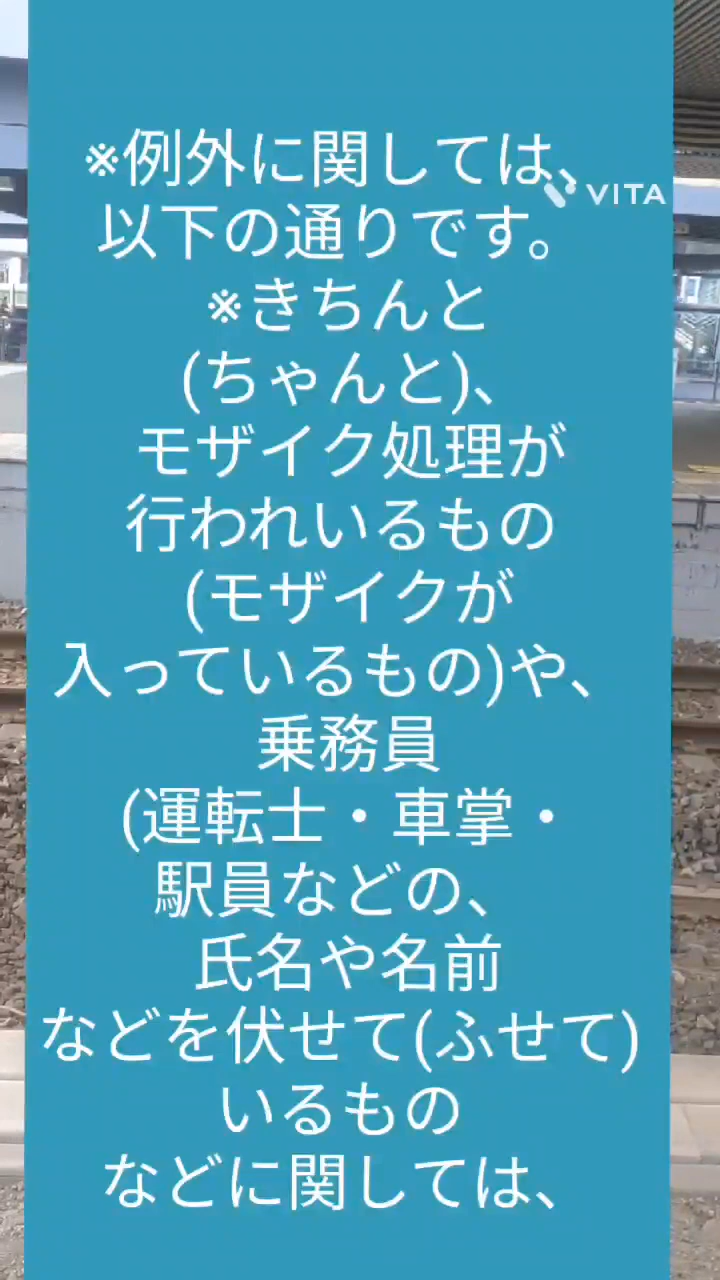 ※例外に関しては、
VITA
以下の通りです。
※きちんと
(ちゃんと)、
モザイク処理が
行われいるもの
(モザイクが
入っているもの)や、
乗務員
(運転士・車掌・
駅員などの、
氏名や名前
などを伏せて(ふせて)
いるもの
などに関しては、